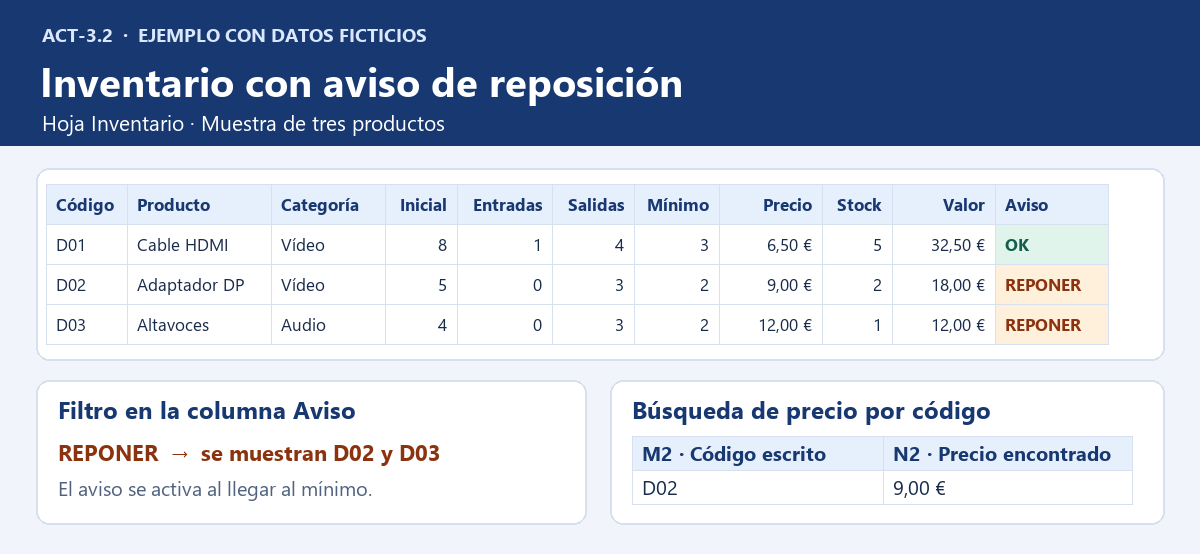 ACT-3.2 · EJEMPLO CON DATOS FICTICIOS
Inventario con aviso de reposición
Hoja Inventario · Muestra de tres productos
Código Producto Categoría Inicial Entradas Salidas Mínimo Precio Stock Valor Aviso
D01 Cable HDMI Vídeo 8 1 4 3 6,50 € 5 32,50 € OK
D02 Adaptador DP Vídeo 5 0 3 2 9,00 € 2 18,00 € REPONER
D03 Altavoces Audio 4 0 3 2 12,00 € 1 12,00 € REPONER
Filtro en la columna Aviso
REPONER → se muestran D02 y D03
El aviso se activa al llegar al mínimo.
Búsqueda de precio por código
M2 · Código escrito N2 · Precio encontrado
D02 9,00 €